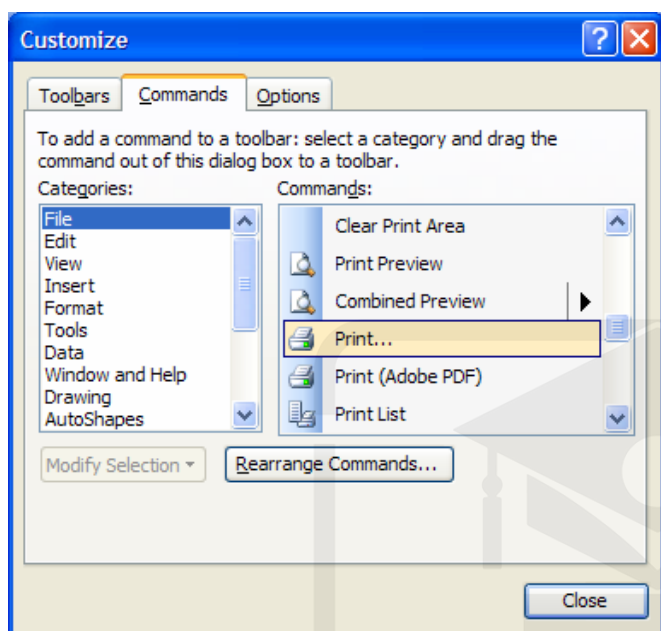 Customize
Toolbars Commands Options
To add a command to a toolbar: select a category and drag the
command out of this dialog box to a toolbar.
Categories: Commands:
File
Edit
View
Insert
Format
Tools
Data
Window and Help
Drawing
AutoShapes
Clear Print Area
Print Preview
Combined Preview
Print...
Print (Adobe PDF)
Print List
Modify Selection
Rearrange Commands...
Close